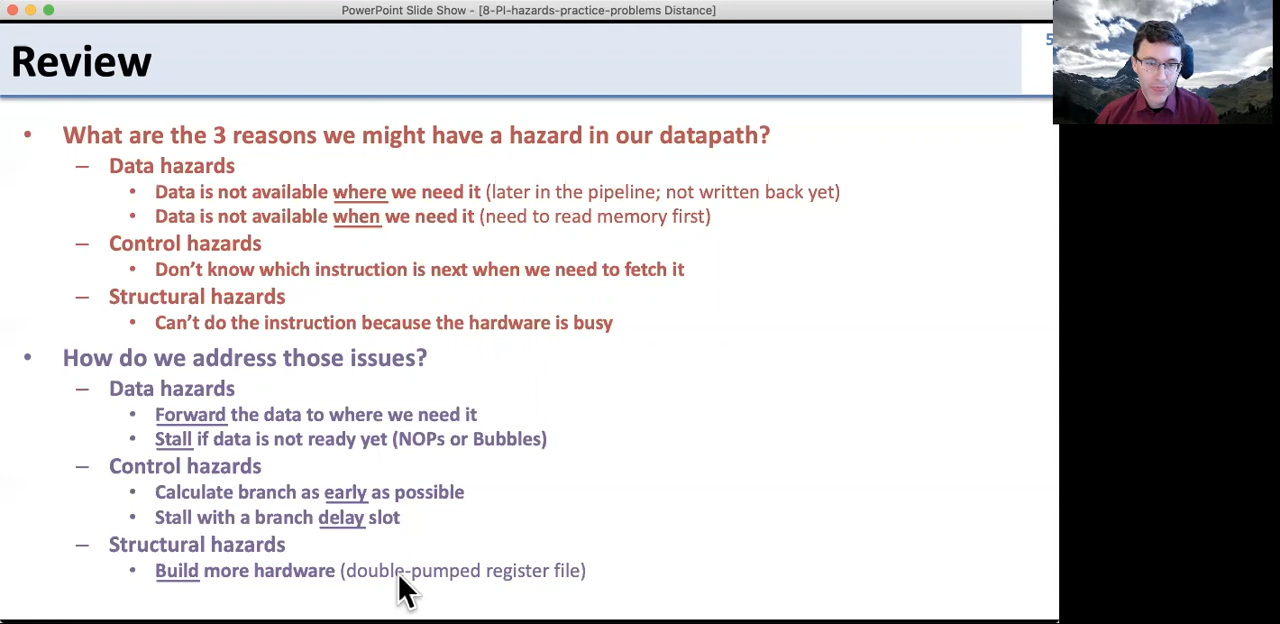 PowerPoint Slide Show - [8-PI-hazards-practice-problems Distance]
Review
5
• What are the 3 reasons we might have a hazard in our datapath?
– Data hazards
• Data is not available where we need it (later in the pipeline; not written back yet)
• Data is not available when we need it (need to read memory first)
– Control hazards
• Don’t know which instruction is next when we need to fetch it
– Structural hazards
• Can’t do the instruction because the hardware is busy
• How do we address those issues?
– Data hazards
• Forward the data to where we need it
• Stall if data is not ready yet (NOPs or Bubbles)
– Control hazards
• Calculate branch as early as possible
• Stall with a branch delay slot
– Structural hazards
• Build more hardware (double-pumped register file)